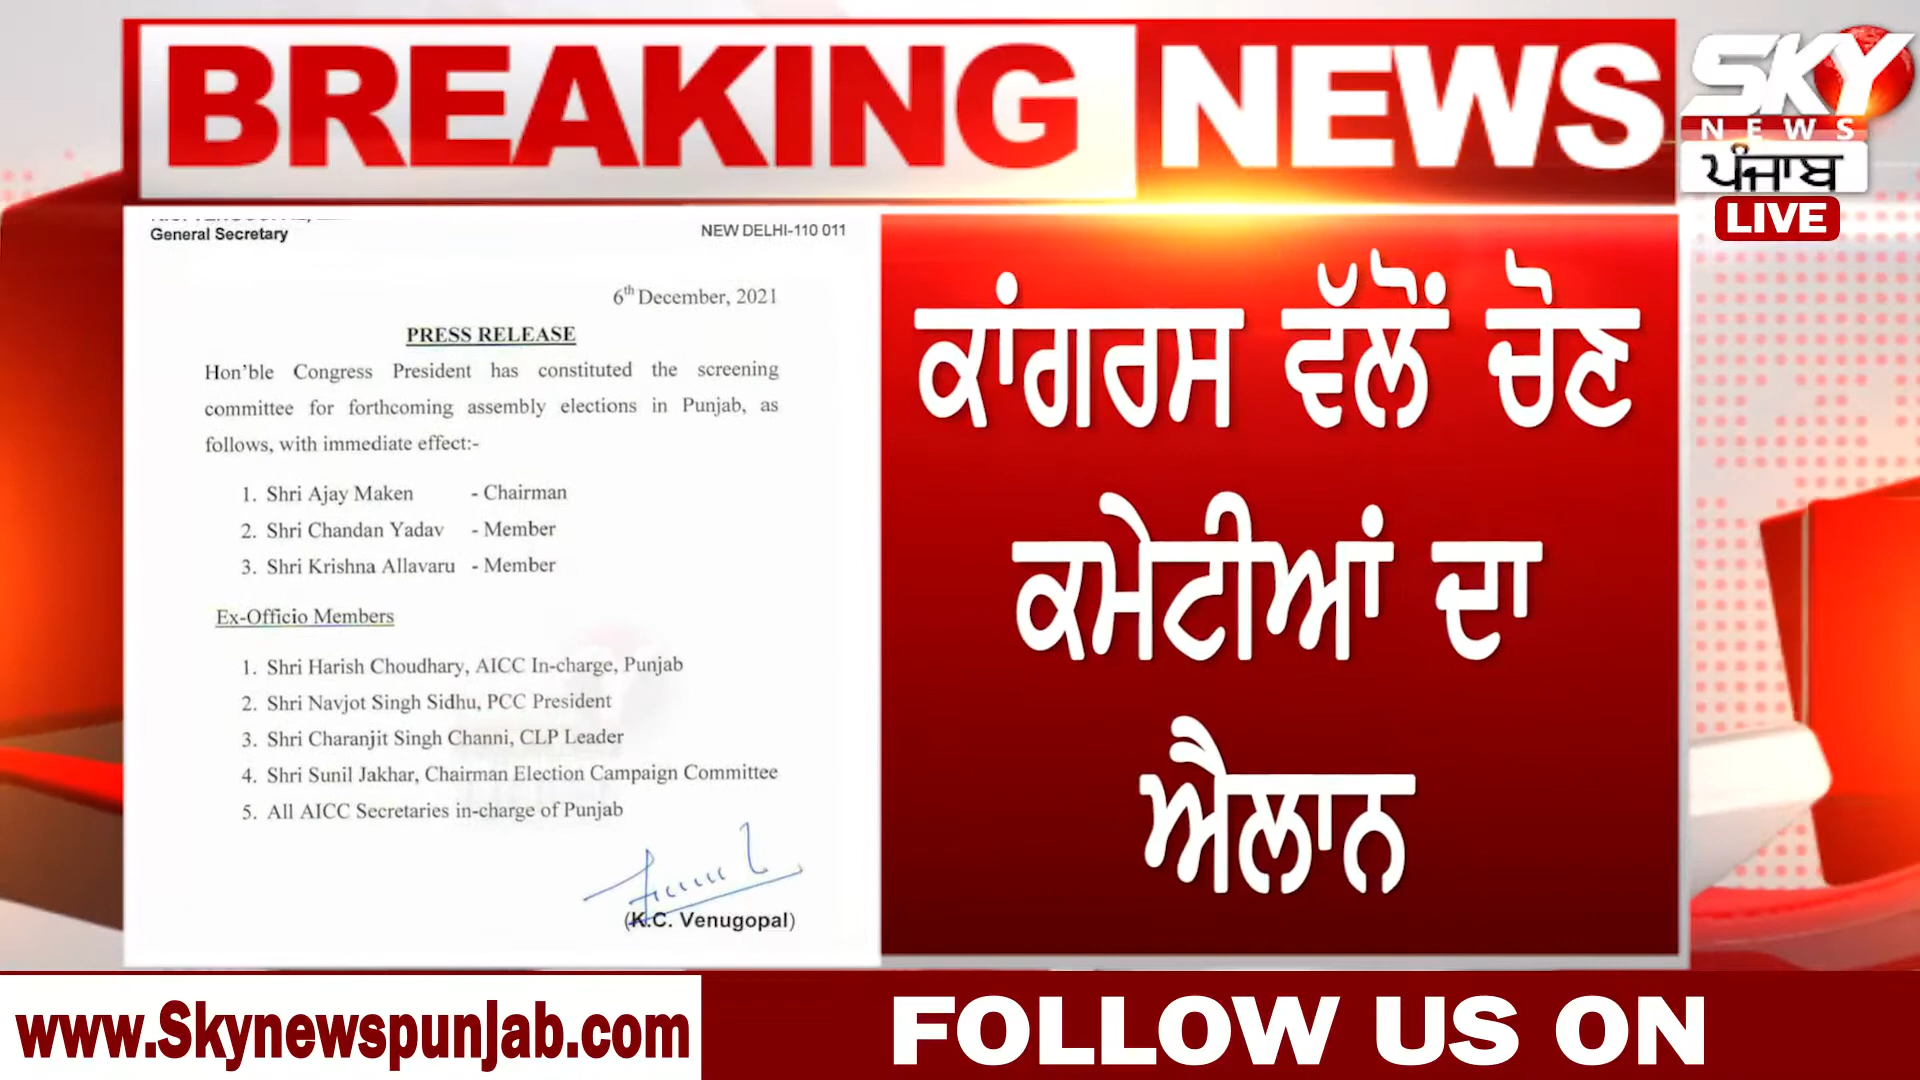 BREAKING NEWS
SKY
NEWS
ਪੰਜਾਬ
LIVE
General Secretary
NEW DELHI-110 011
6th December, 2021
PRESS RELEASE
Hon'ble Congress President has constituted the screening
committee for forthcoming assembly elections in Punjab, as
follows, with immediate effect:-
1. Shri Ajay Maken - Chairman
2. Shri Chandan Yadav - Member
3. Shri Krishna Allavaru - Member
Ex-Officio Members
1. Shri Harish Choudhary, AICC In-charge, Punjab
2. Shri Navjot Singh Sidhu, PCC President
3. Shri Charanjit Singh Channi, CLP Leader
4. Shri Sunil Jakhar, Chairman Election Campaign Committee
5. All AICC Secretaries in-charge of Punjab
(K.C. Venugopal)
ਕਾਂਗਰਸ ਵੱਲੋਂ ਚੋਣ
ਕਮੇਟੀਆਂ ਦਾ
ਐਲਾਨ
www.Skynewspunjab.com
FOLLOW US ON